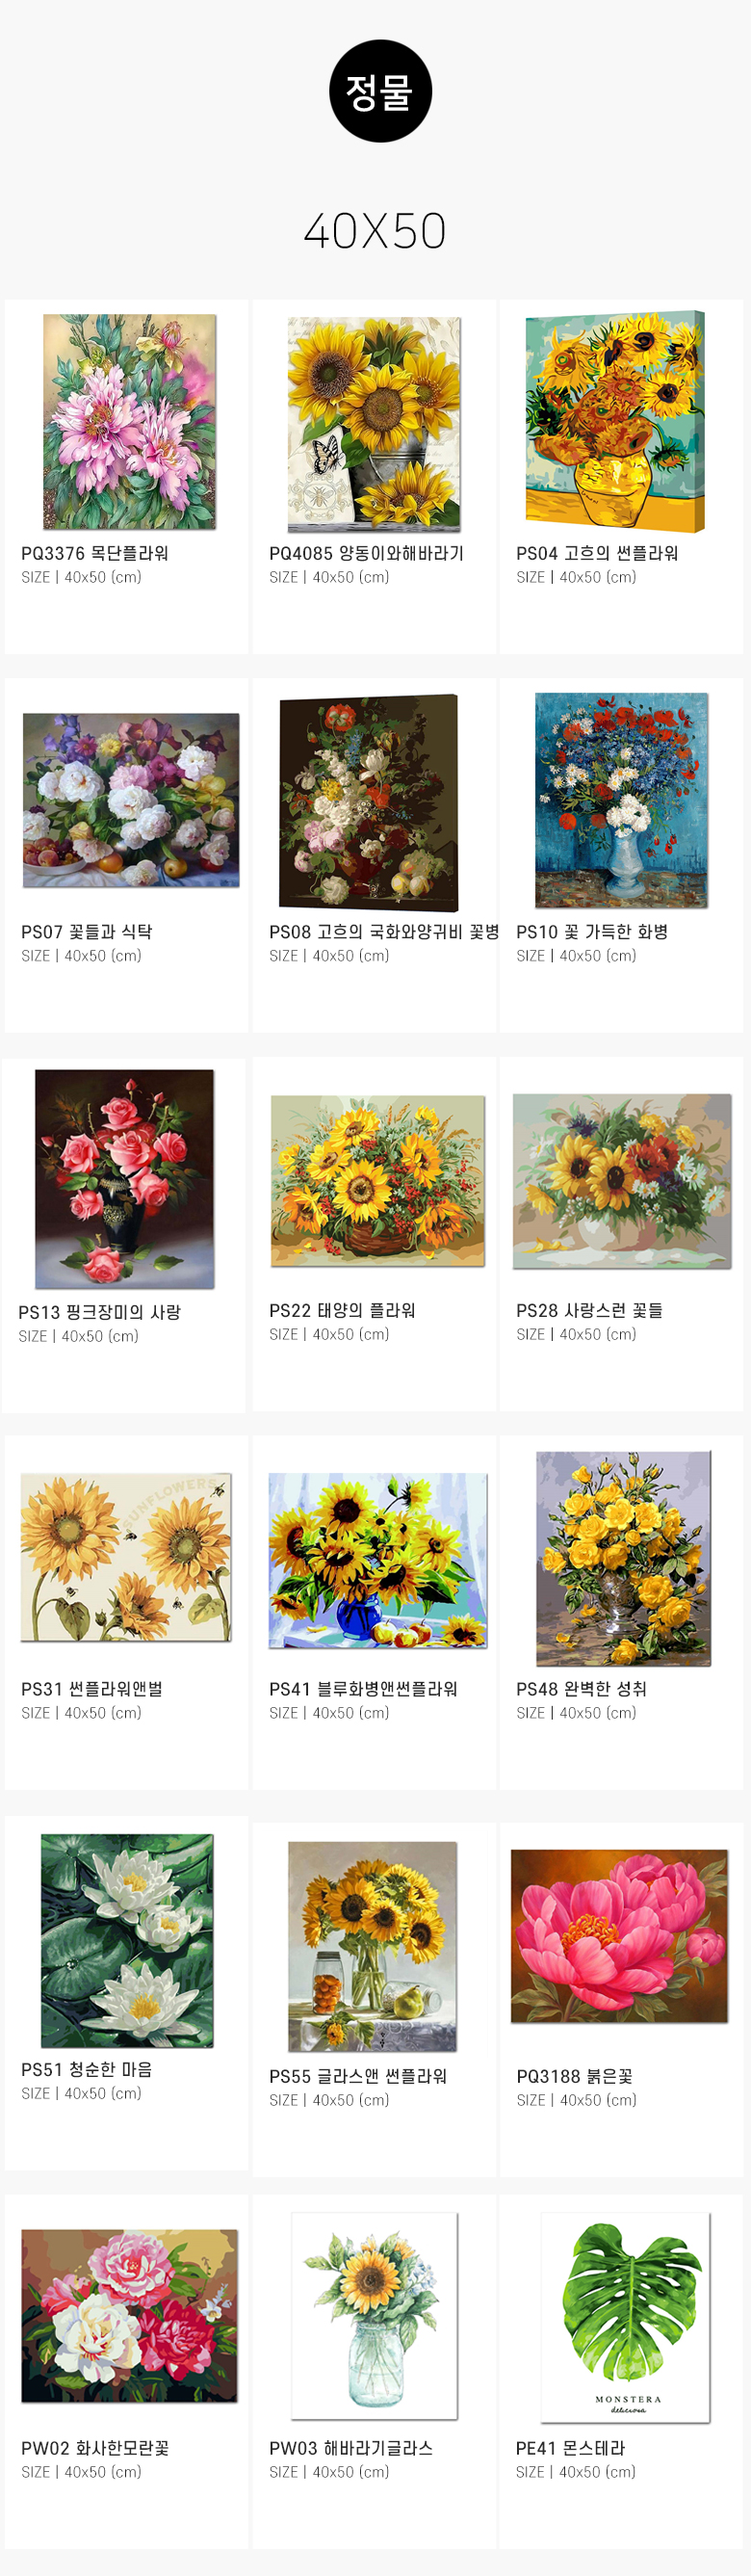 정물
40X50
PQ3376 목단플라워
SIZE | 40x50 (cm)
PQ4085 양동이와해바라기
SIZE | 40x50 (cm)
PS04 고흐의 썬플라워
SIZE | 40x50 (cm)
PS07 꽃들과 식탁
SIZE | 40x50 (cm)
PS08 고흐의 국화와양귀비 꽃병
SIZE | 40x50 (cm)
PS10 꽃 가득한 화병
SIZE | 40x50 (cm)
PS13 핑크장미의 사랑
SIZE | 40x50 (cm)
PS22 태양의 플라워
SIZE | 40x50 (cm)
PS28 사랑스런 꽃들
SIZE | 40x50 (cm)
SUNFLOWERS
PS31 썬플라워앤벌
SIZE | 40x50 (cm)
PS41 블루화병앤썬플라워
SIZE | 40x50 (cm)
PS48 완벽한 성취
SIZE | 40x50 (cm)
PS51 청순한 마음
SIZE | 40x50 (cm)
PS55 글라스앤 썬플라워
SIZE | 40x50 (cm)
PQ3188 붉은꽃
SIZE | 40x50 (cm)
PW02 화사한모란꽃
SIZE | 40x50 (cm)
PW03 해바라기글라스
SIZE | 40x50 (cm)
MONSTERA
deliciosa
PE41 몬스테라
SIZE | 40x50 (cm)